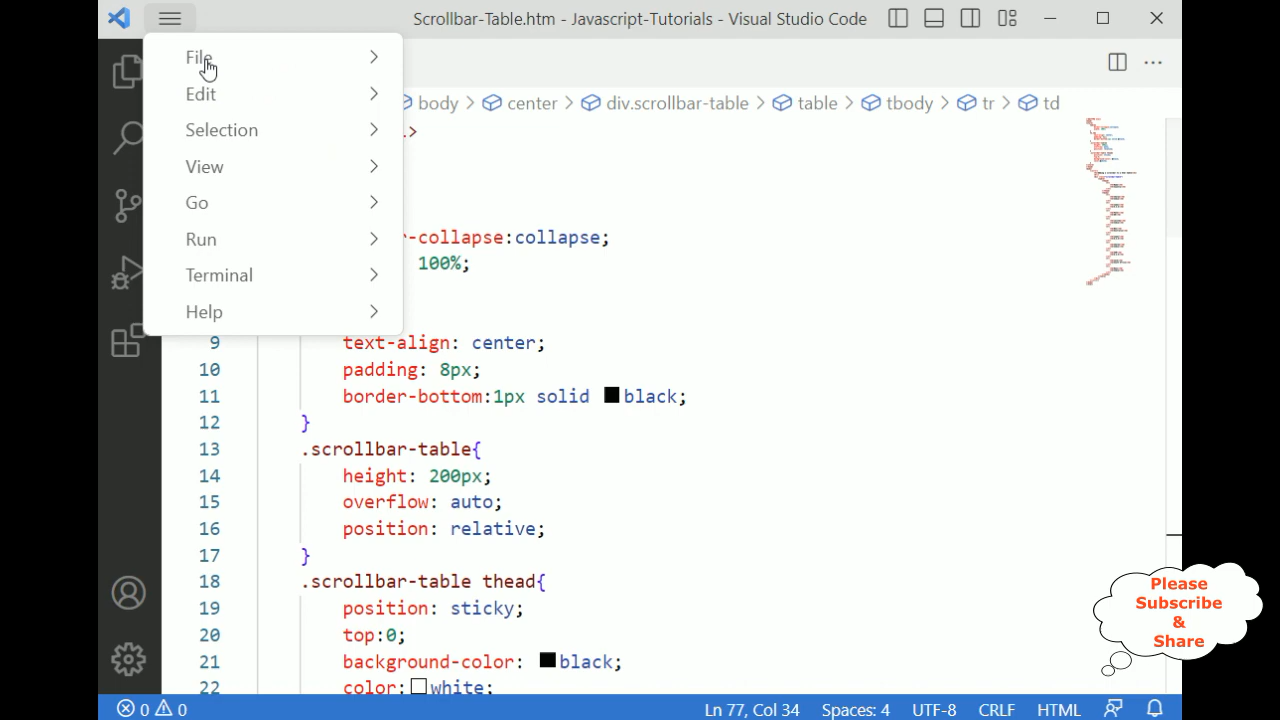 Scrollbar-Table.htm - Javascript-Tutorials - Visual Studio Code
File
Edit
Selection
View
Go
Run
Terminal
Help
body > center > div.scrollbar-table > table > tbody > tr > td
>
-collapse:collapse;
100%;
9 text-align: center;
10 padding: 8px;
11 border-bottom:1px solid black;
12 }
13 .scrollbar-table{
14 height: 200px;
15 overflow: auto;
16 position: relative;
17 }
18 .scrollbar-table thead{
19 position: sticky;
20 top:0;
21 background-color: black;
22 color: white;
Please
Subscribe
&
Share
0 0 Ln 77, Col 34 Spaces: 4 UTF-8 CRLF HTML